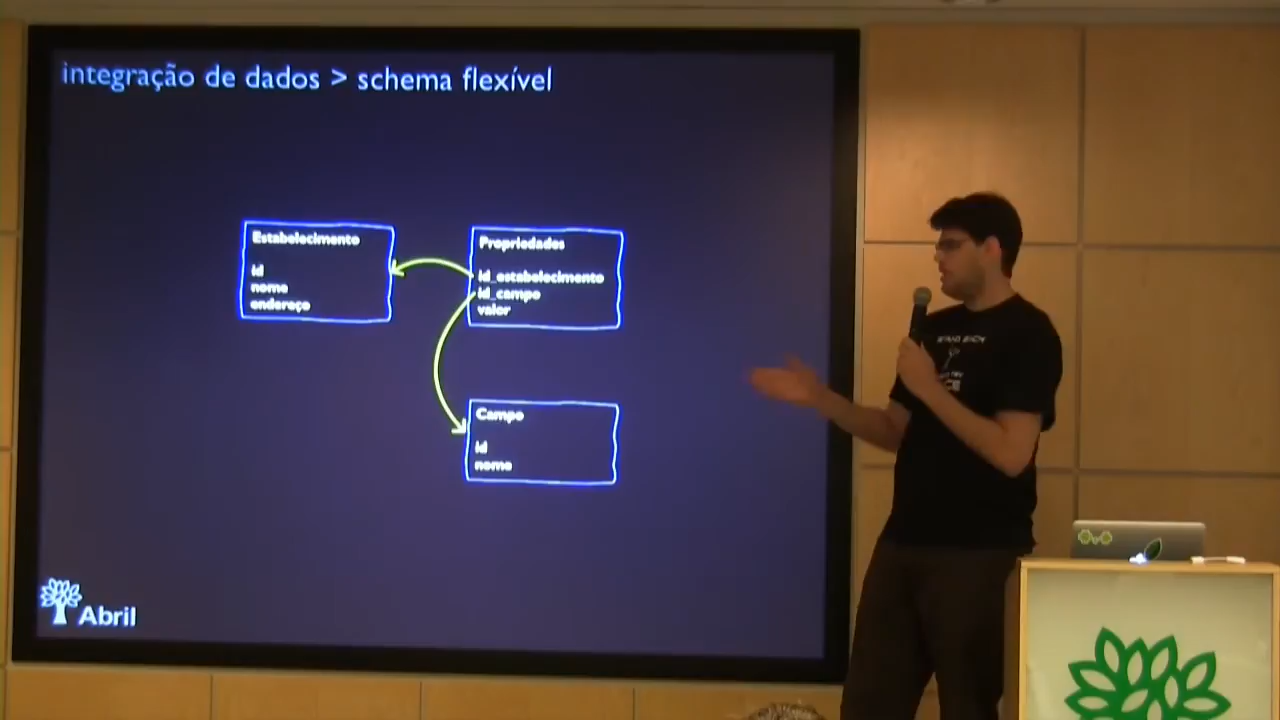 integração de dados > schema flexível
Estabelecimento
id
nome
endereço
Propriedades
id_estabelecimento
id_campo
valor
Campo
id
nome
Abril